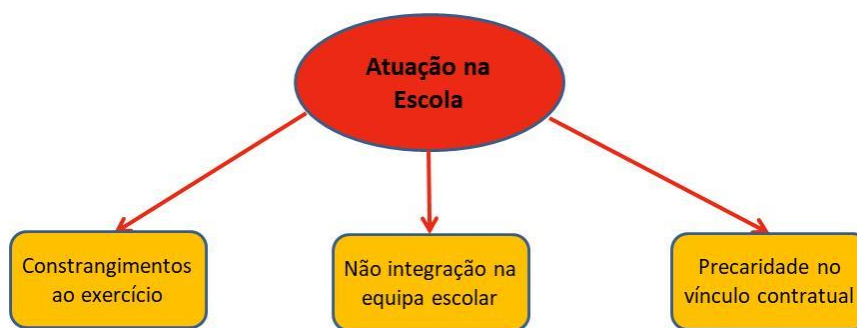 Atuação na
Escola
Constrangimentos
ao exercício
Não integração na
equipa escolar
Precaridade no
vínculo contratual